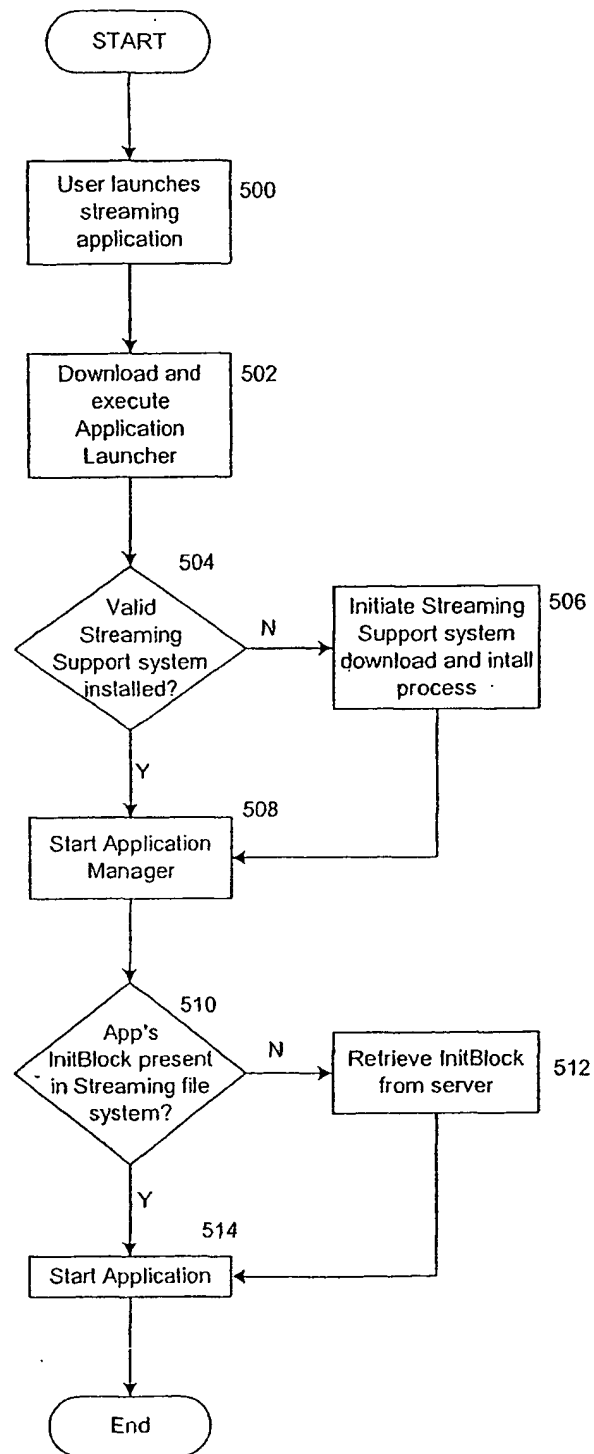 START
User launches
streaming
application
500
Download and
execute
Application
Launcher
502
504
Valid
Streaming
Support system
installed?
N
Initiate Streaming
Support system
download and intall
process
506
Y
508
Start Application
Manager
510
App's
InitBlock present
in Streaming file
system?
N
Retrieve InitBlock
from server
512
Y
514
Start Application
End